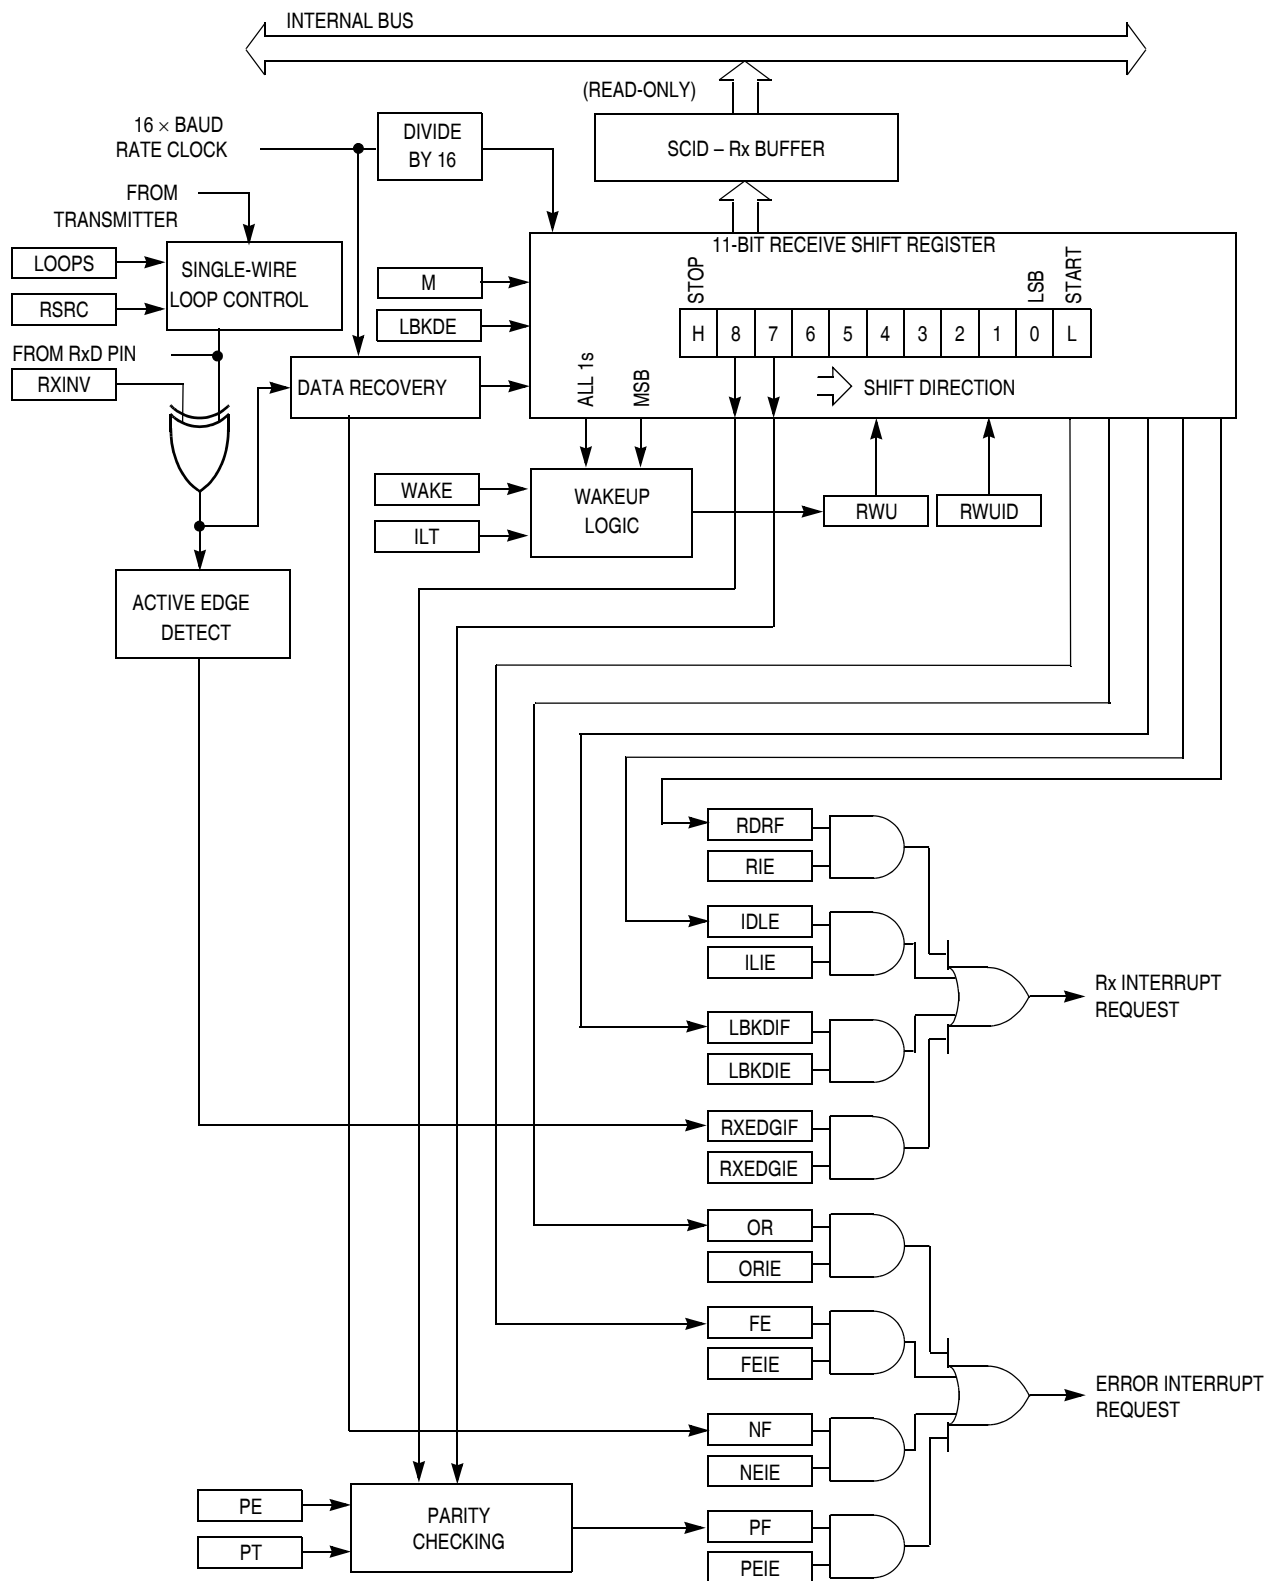 INTERNAL BUS
(READ-ONLY)
16 × BAUD
RATE CLOCK
DIVIDE
BY 16
SCID – Rx BUFFER
FROM
TRANSMITTER
11-BIT RECEIVE SHIFT REGISTER
LOOPS
RSRC
SINGLE-WIRE
LOOP CONTROL
M
LBKDE
STOP
LSB
START
H 8 7 6 5 4 3 2 1 0 L
FROM RxD PIN
RXINV
DATA RECOVERY
ALL 1s
MSB
SHIFT DIRECTION
WAKE
ILT
WAKEUP
LOGIC
RWU
RWUID
ACTIVE EDGE
DETECT
RDRF
RIE
IDLE
ILIE
Rx INTERRUPT
REQUEST
LBKDIF
LBKDIE
RXEDGIF
RXEDGIE
OR
ORIE
FE
FEIE
ERROR INTERRUPT
REQUEST
NF
NEIE
PE
PT
PARITY
CHECKING
PF
PEIE